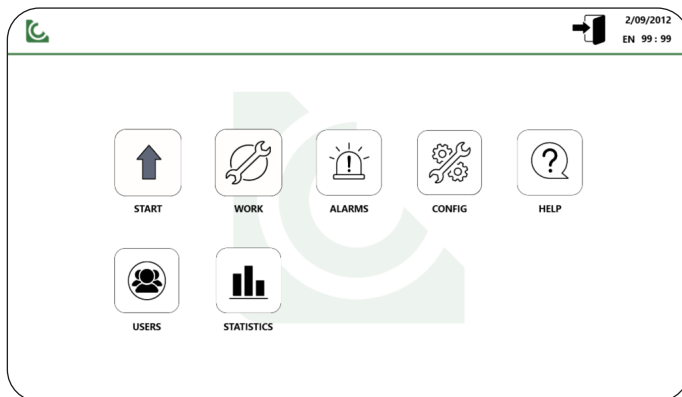 2/09/2012
EN 99:99
START
WORK
ALARMS
CONFIG
HELP
USERS
STATISTICS